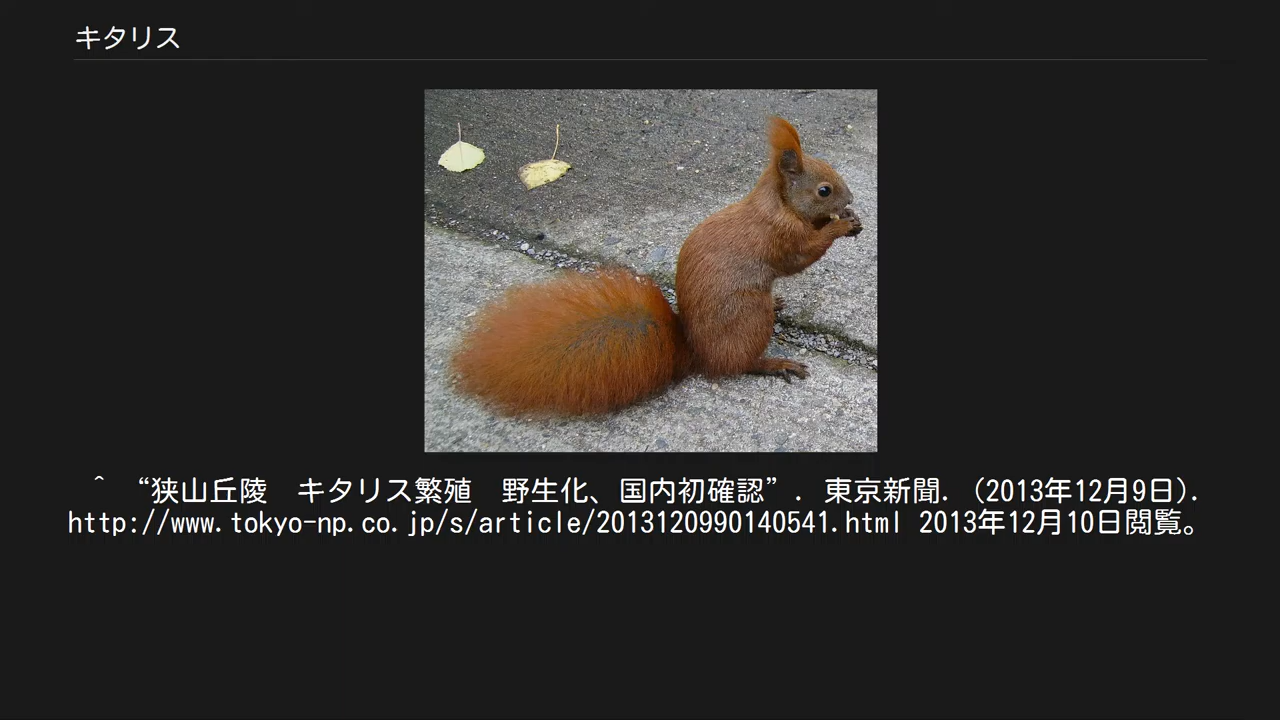 キタリス
^ “狭山丘陵　キタリス繁殖　野生化、国内初確認”. 東京新聞. (2013年12月9日).
http://www.tokyo-np.co.jp/s/article/2013120990140541.html 2013年12月10日閲覧。